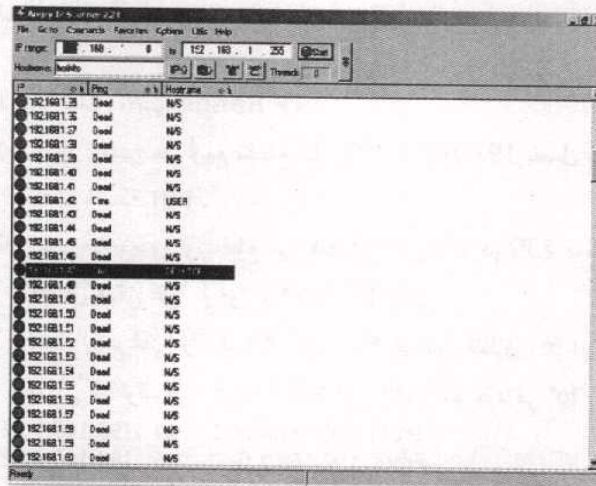 Angry IP Scanner 2.21
File Go to Commands Favorites Options Utils Help
IP range: . 168 . 0 to 192 . 168 . 1 . 255 Start
Hostname: Threads 0
IP Ping Hostname
Dead N/S
192.168.1.36 Dead N/S
192.168.1.37 Dead N/S
192.168.1.38 Dead N/S
192.168.1.39 Dead N/S
192.168.1.40 Dead N/S
192.168.1.41 Dead N/S
192.168.1.42 USER
192.168.1.43 Dead N/S
192.168.1.44 Dead N/S
192.168.1.45 Dead N/S
192.168.1.46 Dead N/S
192.168.1.48 Dead N/S
192.168.1.49 Dead N/S
192.168.1.50 Dead N/S
192.168.1.51 Dead N/S
192.168.1.52 Dead N/S
192.168.1.53 Dead N/S
192.168.1.54 Dead N/S
192.168.1.55 Dead N/S
192.168.1.56 Dead N/S
192.168.1.57 Dead N/S
192.168.1.58 Dead N/S
192.168.1.59 Dead N/S
192.168.1.60 Dead N/S
Ready